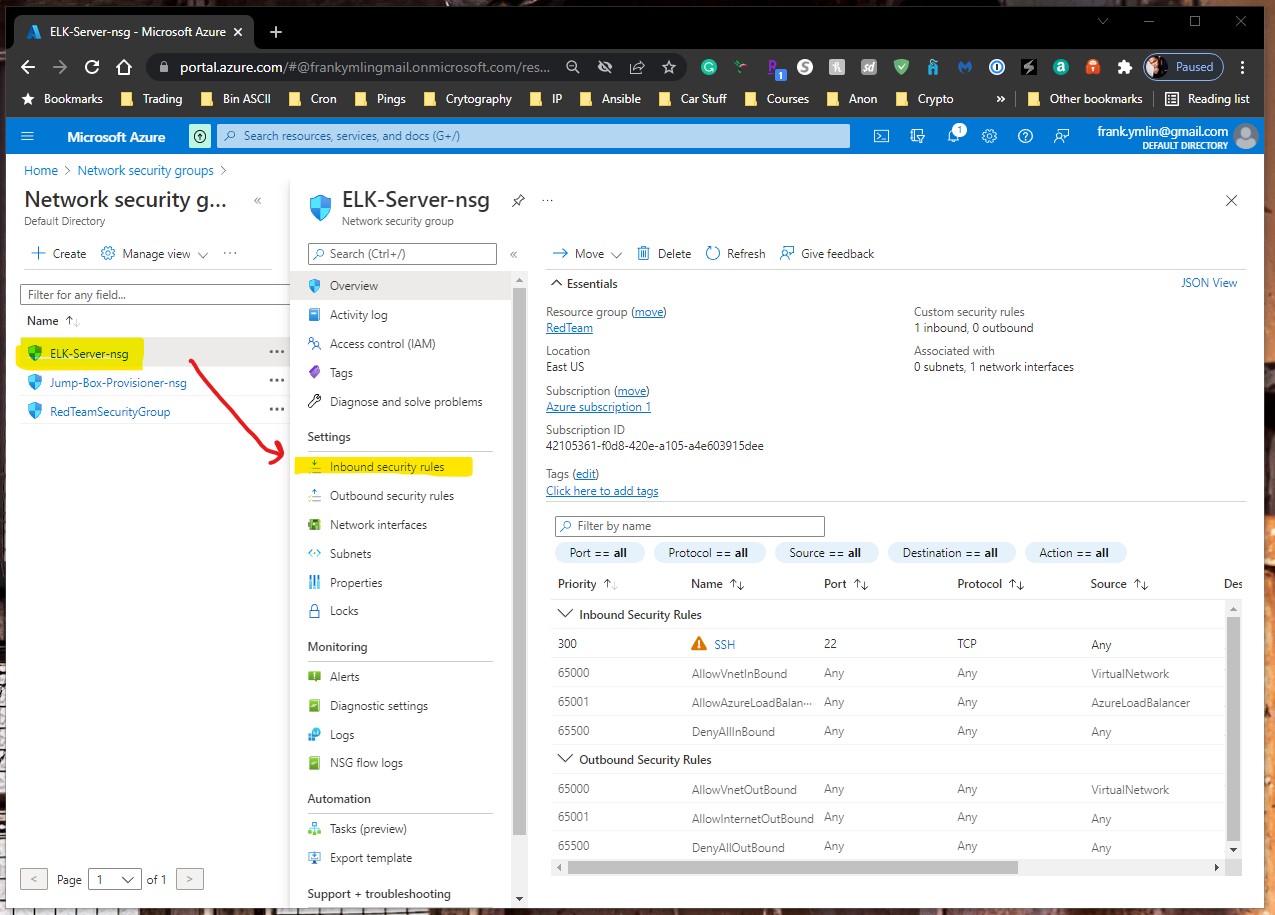 ELK-Server-nsg - Microsoft Azure
portal.azure.com/#@frankymlingmail.onmicrosoft.com/res...
1
Paused
Bookmarks Trading Bin ASCII Cron Pings Crytography IP Ansible Car Stuff Courses Anon Crypto » Other bookmarks Reading list
Microsoft Azure
Search resources, services, and docs (G+/)
1
frank.ymlin@gmail.com
DEFAULT DIRECTORY
Home > Network security groups >
Network security g... «
Default Directory
+ Create Manage view ...
Filter for any field...
Name ↑↓
ELK-Server-nsg ...
Jump-Box-Provisioner-nsg ...
RedTeamSecurityGroup ...
< Page 1 of 1 >
ELK-Server-nsg ...
Network security group
Search (Ctrl+/) «
Overview
Activity log
Access control (IAM)
Tags
Diagnose and solve problems
Settings
Inbound security rules
Outbound security rules
Network interfaces
Subnets
Properties
Locks
Monitoring
Alerts
Diagnostic settings
Logs
NSG flow logs
Automation
Tasks (preview)
Export template
Support + troubleshooting
Move Delete Refresh Give feedback
Essentials
JSON View
Resource group (move)
RedTeam
Location
East US
Subscription (move)
Azure subscription 1
Subscription ID
42105361-f0d8-420e-a105-a4e603915dee
Tags (edit)
Click here to add tags
Custom security rules
1 inbound, 0 outbound
Associated with
0 subnets, 1 network interfaces
Filter by name
Port == all Protocol == all Source == all Destination == all Action == all
Priority ↑↓ Name ↑↓ Port ↑↓ Protocol ↑↓ Source ↑↓ Des
Inbound Security Rules
300 SSH 22 TCP Any
65000 AllowVnetInBound Any Any VirtualNetwork
65001 AllowAzureLoadBalan... Any Any AzureLoadBalancer
65500 DenyAllInBound Any Any Any
Outbound Security Rules
65000 AllowVnetOutBound Any Any VirtualNetwork
65001 AllowInternetOutBound Any Any Any
65500 DenyAllOutBound Any Any Any